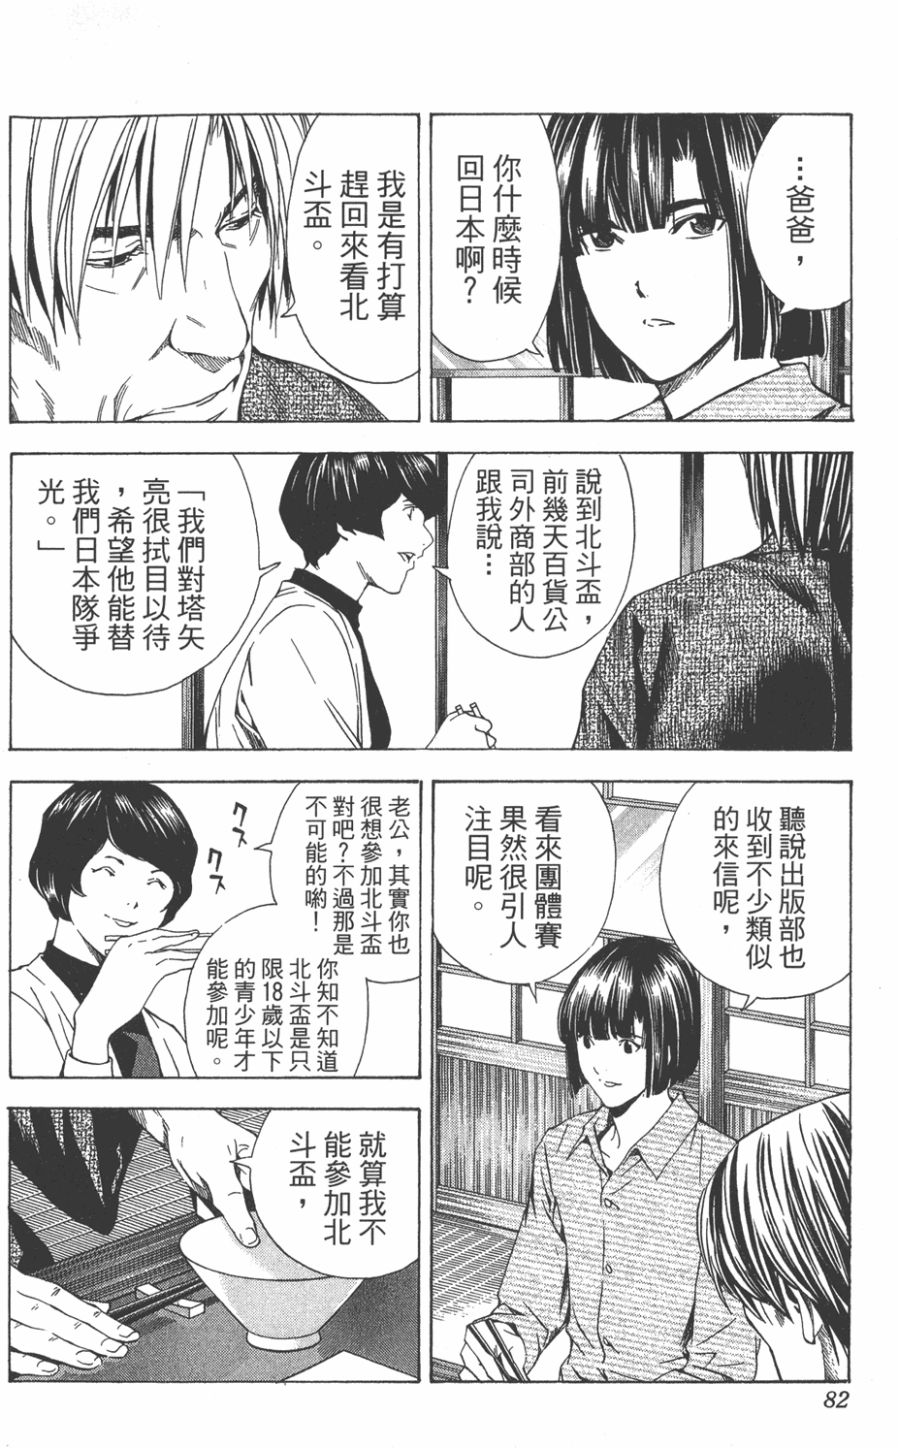 …爸爸，
你什麼時候
回日本啊？
我是有打算
趕回來看北
斗盃。
說到北斗盃，
前幾天百貨公
司外商部的人
跟我說…
「我們對塔矢
亮很拭目以待
，希望他能替
我們日本隊爭
光。」
聽說出版部也
收到不少類似
的來信呢，
看來團體賽
果然很引人
注目呢。
老公，其實你也
很想參加北斗盃
對吧？不過那是
不可能的喲！
クス
クス
你知不知道
北斗盃是只
限18歲以下
的青少年才
能參加呢。
就算我不
能參加北
斗盃，
82